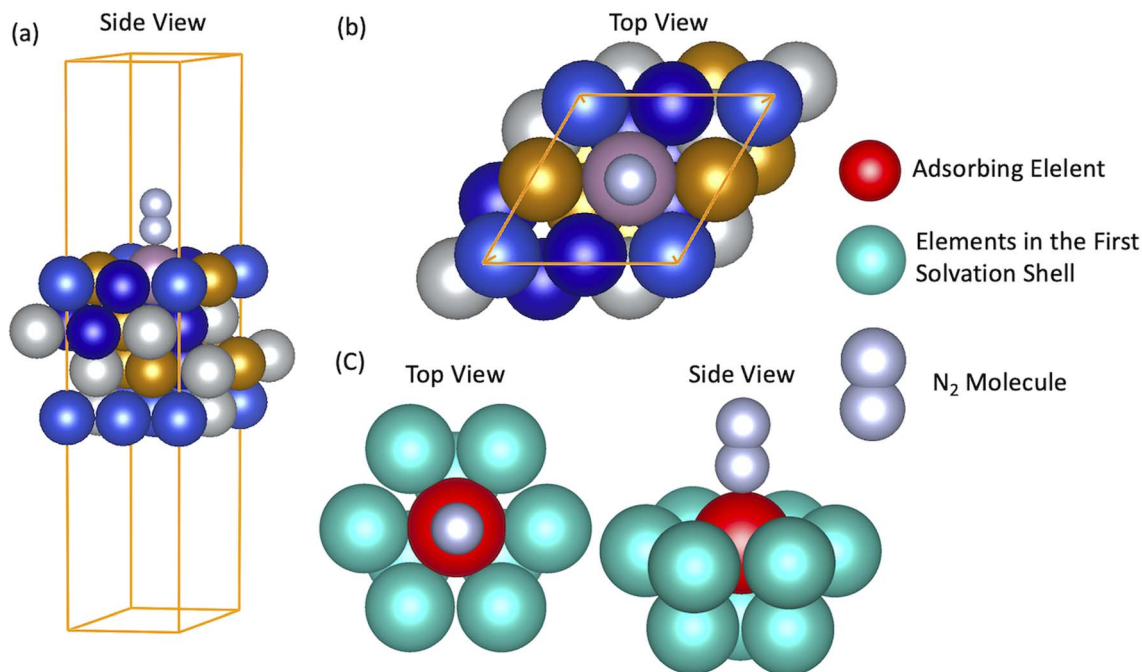 (a)
Side View
(b)
Top View
Adsorbing Elelent
Elements in the First
Solvation Shell
N₂ Molecule
(C)
Top View
Side View